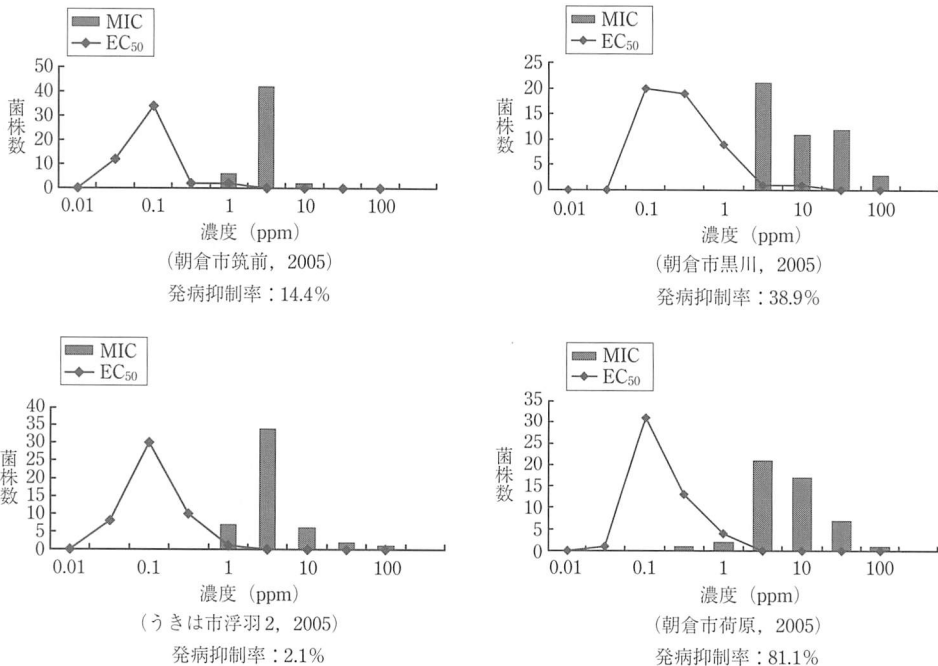 MIC
EC50
50
40
30
20
10
0
菌株数
0.01 0.1 1 10 100
濃度 (ppm)
(朝倉市筑前, 2005)
発病抑制率:14.4%
MIC
EC50
25
20
15
10
5
0
菌株数
0.01 0.1 1 10 100
濃度 (ppm)
(朝倉市黒川, 2005)
発病抑制率:38.9%
MIC
EC50
40
35
30
25
20
15
10
5
0
菌株数
0.01 0.1 1 10 100
濃度 (ppm)
(うきは市浮羽2, 2005)
発病抑制率:2.1%
MIC
EC50
35
30
25
20
15
10
5
0
菌株数
0.01 0.1 1 10 100
濃度 (ppm)
(朝倉市荷原, 2005)
発病抑制率:81.1%